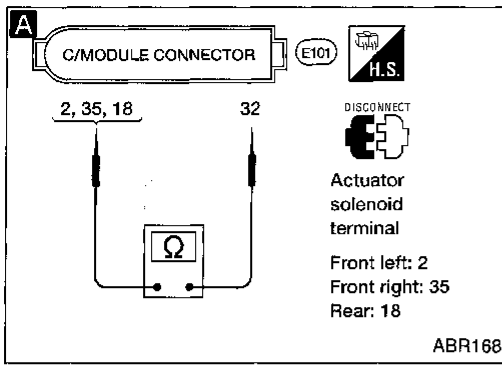 A
C/MODULE CONNECTOR
E101
H.S.
DISCONNECT
2, 35, 18
32
Ω
Actuator
solenoid
terminal
Front left: 2
Front right: 35
Rear: 18
ABR168